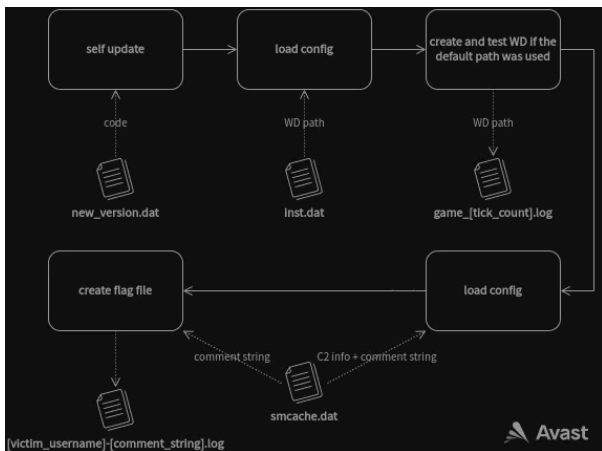 self update
load config
create and test WD if the
default path was used
code
WD path
WD path
new_version.dat
inst.dat
game_[tick_count].log
create flag file
load config
comment string
C2 info + comment string
smcache.dat
[victim_username]-[comment_string].log
Avast